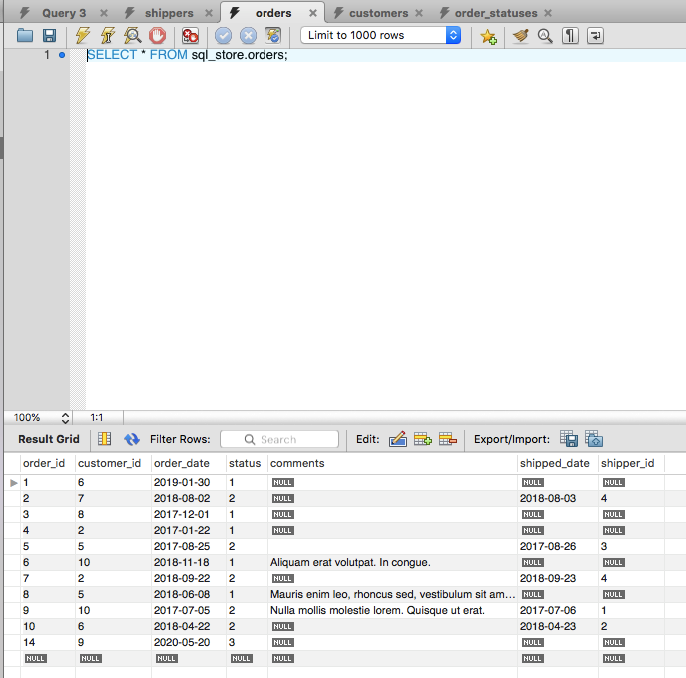 Query 3 shippers orders customers order_statuses
Limit to 1000 rows
1 SELECT * FROM sql_store.orders;
100% 1:1
Result Grid Filter Rows: Search Edit: Export/Import:
order_id customer_id order_date status comments shipped_date shipper_id
1 6 2019-01-30 1 NULL NULL NULL
2 7 2018-08-02 2 NULL 2018-08-03 4
3 8 2017-12-01 1 NULL NULL NULL
4 2 2017-01-22 1 NULL NULL NULL
5 5 2017-08-25 2 2017-08-26 3
6 10 2018-11-18 1 Aliquam erat volutpat. In congue. NULL NULL
7 2 2018-09-22 2 NULL 2018-09-23 4
8 5 2018-06-08 1 Mauris enim leo, rhoncus sed, vestibulum sit am... NULL NULL
9 10 2017-07-05 2 Nulla mollis molestie lorem. Quisque ut erat. 2017-07-06 1
10 6 2018-04-22 2 NULL 2018-04-23 2
14 9 2020-05-20 3 NULL NULL NULL
NULL NULL NULL NULL NULL NULL NULL